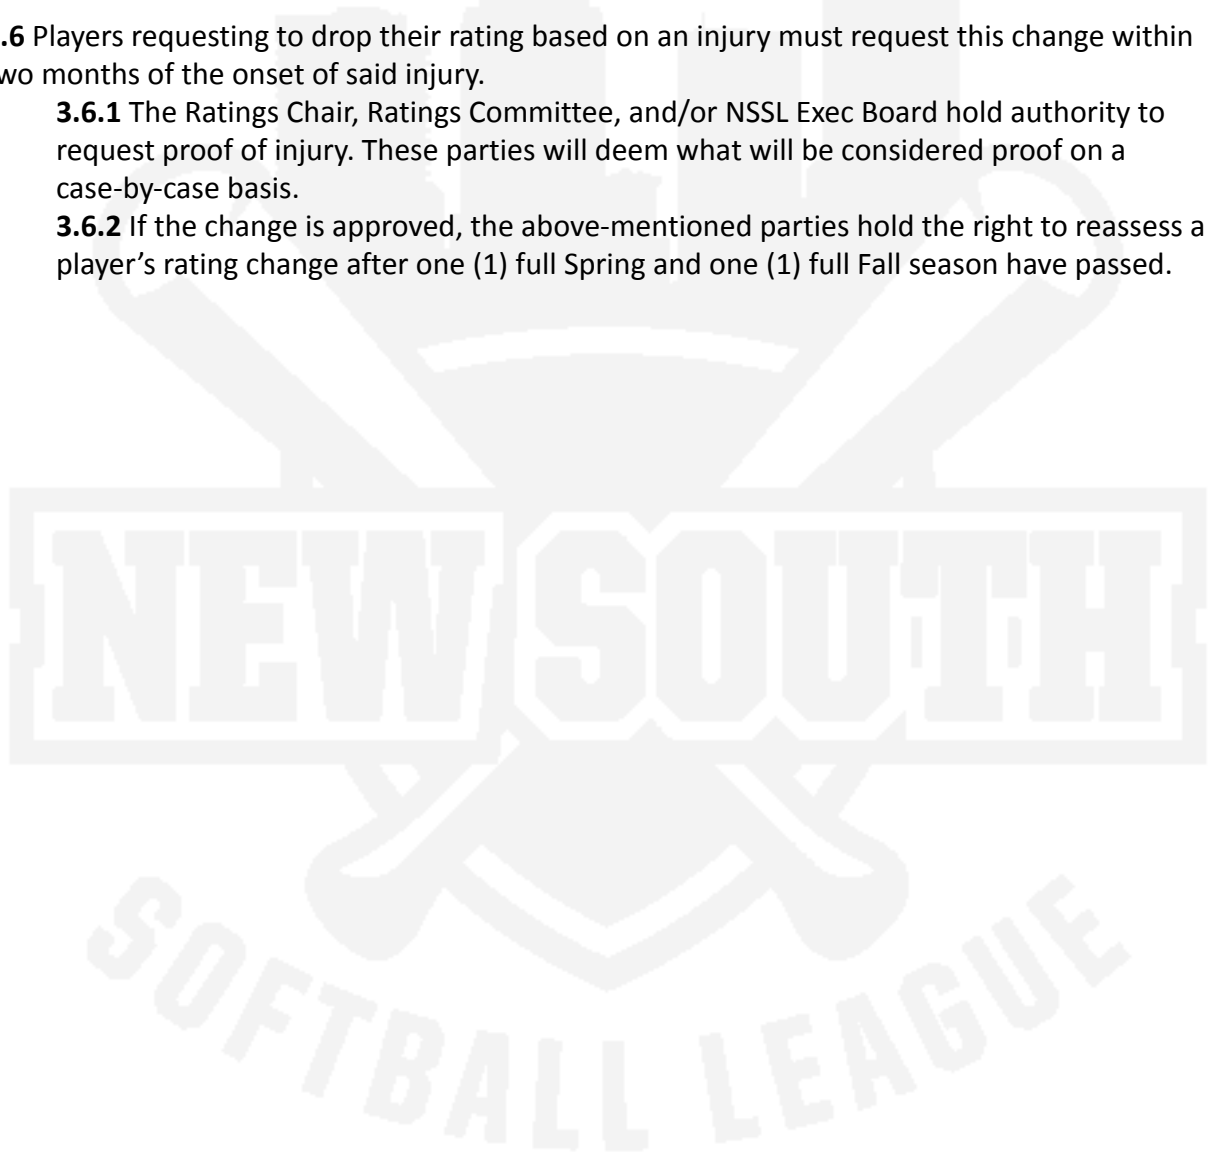 .6 Players requesting to drop their rating based on an injury must request this change within
wo months of the onset of said injury.
3.6.1 The Ratings Chair, Ratings Committee, and/or NSSL Exec Board hold authority to
request proof of injury. These parties will deem what will be considered proof on a
case-by-case basis.
3.6.2 If the change is approved, the above-mentioned parties hold the right to reassess a
player’s rating change after one (1) full Spring and one (1) full Fall season have passed.
NEW SOUTH
SOFTBALL LEAGUE